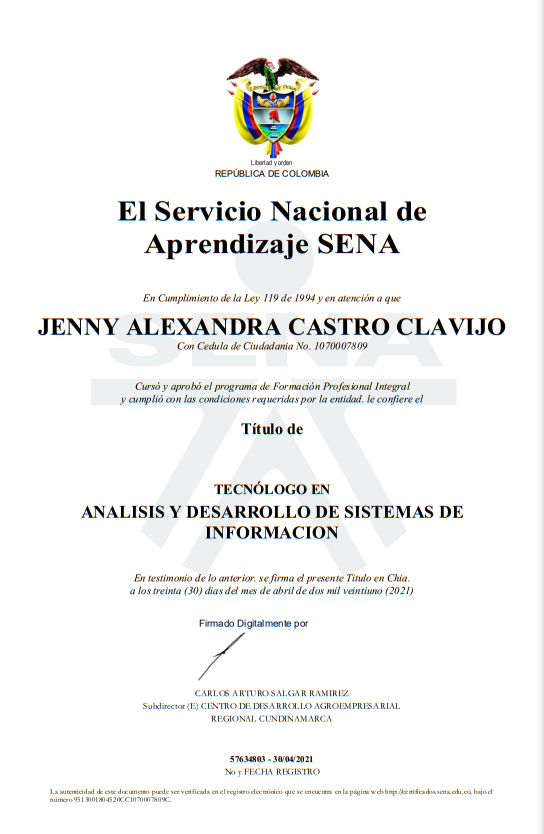 Libertad y orden
REPÚBLICA DE COLOMBIA
El Servicio Nacional de
Aprendizaje SENA
En Cumplimiento de la Ley 119 de 1994 y en atención a que
JENNY ALEXANDRA CASTRO CLAVIJO
Con Cedula de Ciudadania No. 1070007809
SENA
Cursó y aprobó el programa de Formación Profesional Integral
y cumplió con las condiciones requeridas por la entidad. le confiere el
Título de
TECNÓLOGO EN
ANALISIS Y DESARROLLO DE SISTEMAS DE
INFORMACION
En testimonio de lo anterior. se firma el presente Titulo en Chia.
a los treinta (30) dias del mes de abril de dos mil veintiuno (2021)
Firmado Digitalmente por
CARLOS ARTURO SALGAR RAMIREZ
Subdirector (E) CENTRO DE DESARROLLO AGROEMPRESARIAL
REGIONAL CUNDINAMARCA
57634803 - 30/04/2021
No y FECHA REGISTRO
La autenticidad de este documento puede ser verificada en el registro electrónico que se encuentra en la página web http://certificados.sena.edu.co, bajo el
número 9513001804520CC1070007809C.